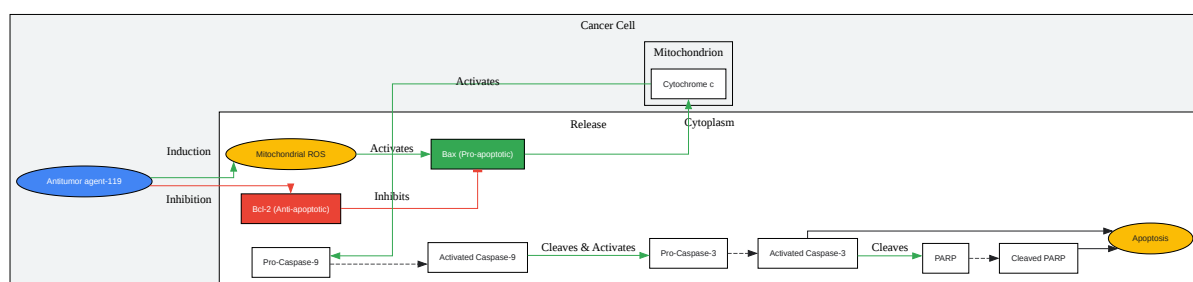 Cancer Cell
Mitochondrion
Cytochrome c
Activates
Release
Cytoplasm
Induction
Mitochondrial ROS
Activates
Bax (Pro-apoptotic)
Antitumor agent-119
Inhibition
Bcl-2 (Anti-apoptotic)
Inhibits
Pro-Caspase-9
Activated Caspase-9
Cleaves & Activates
Pro-Caspase-3
Activated Caspase-3
Cleaves
PARP
Cleaved PARP
Apoptosis